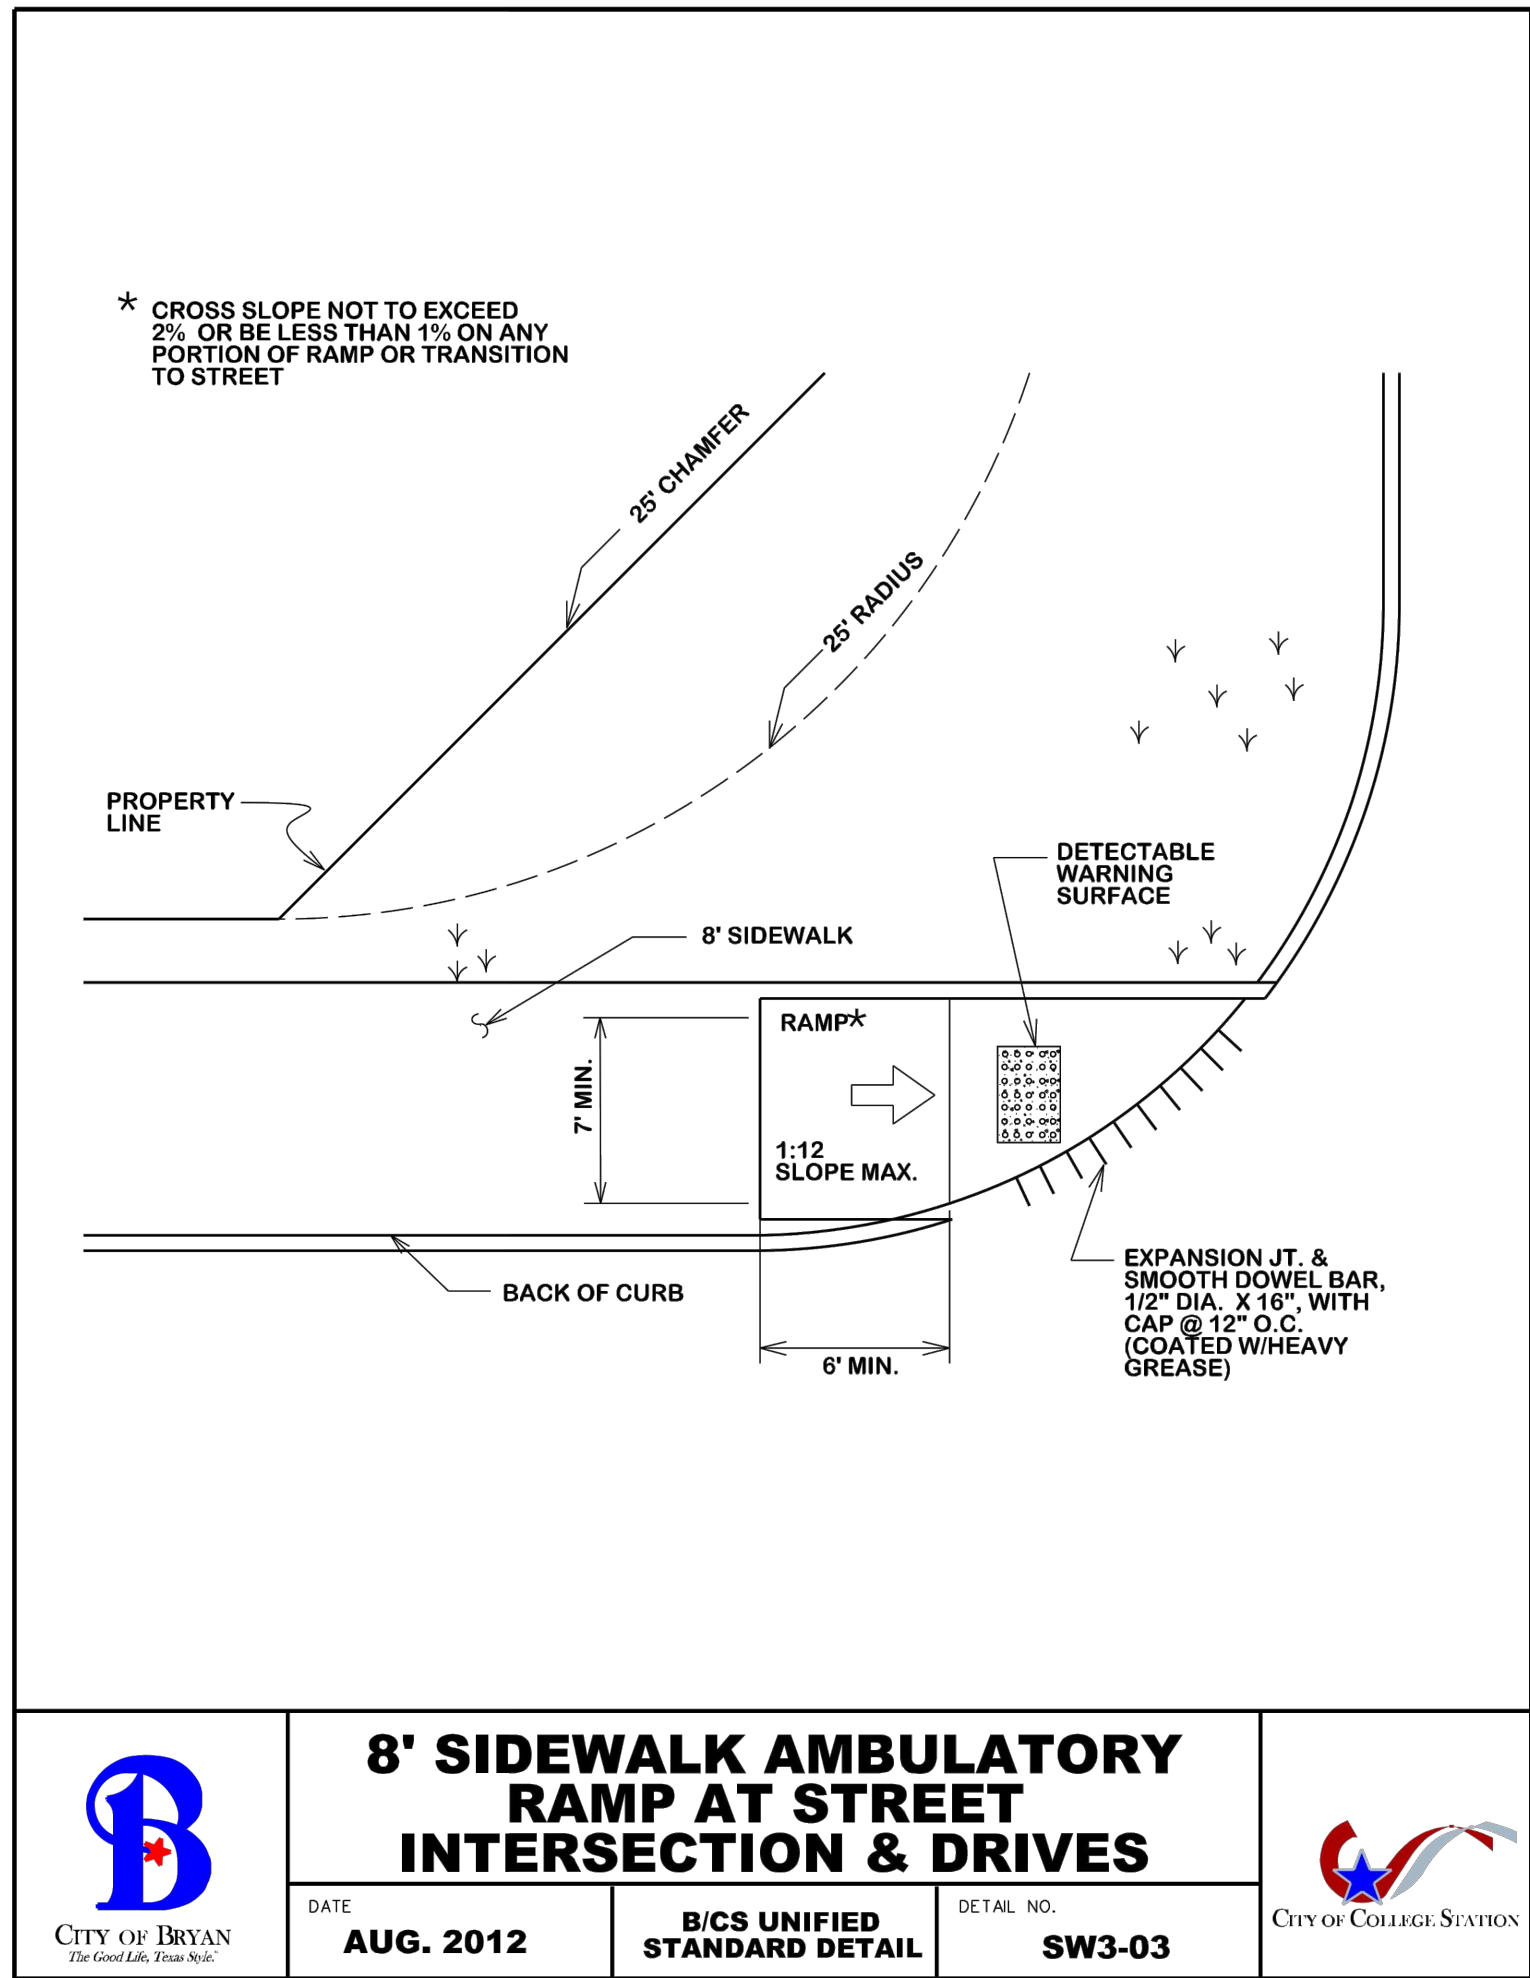 * CROSS SLOPE NOT TO EXCEED
2% OR BE LESS THAN 1% ON ANY
PORTION OF RAMP OR TRANSITION
TO STREET
25' CHAMFER
25' RADIUS
PROPERTY
LINE
DETECTABLE
WARNING
SURFACE
8' SIDEWALK
RAMP*
7' MIN.
1:12
SLOPE MAX.
BACK OF CURB
EXPANSION JT. &
SMOOTH DOWEL BAR,
1/2" DIA. X 16", WITH
CAP @ 12" O.C.
(COATED W/HEAVY
GREASE)
6' MIN.
8' SIDEWALK AMBULATORY
RAMP AT STREET
INTERSECTION & DRIVES
DATE
AUG. 2012
B/CS UNIFIED
STANDARD DETAIL
DETAIL NO.
SW3-03
B
CITY OF BRYAN
The Good Life, Texas Style.™
CITY OF COLLEGE STATION